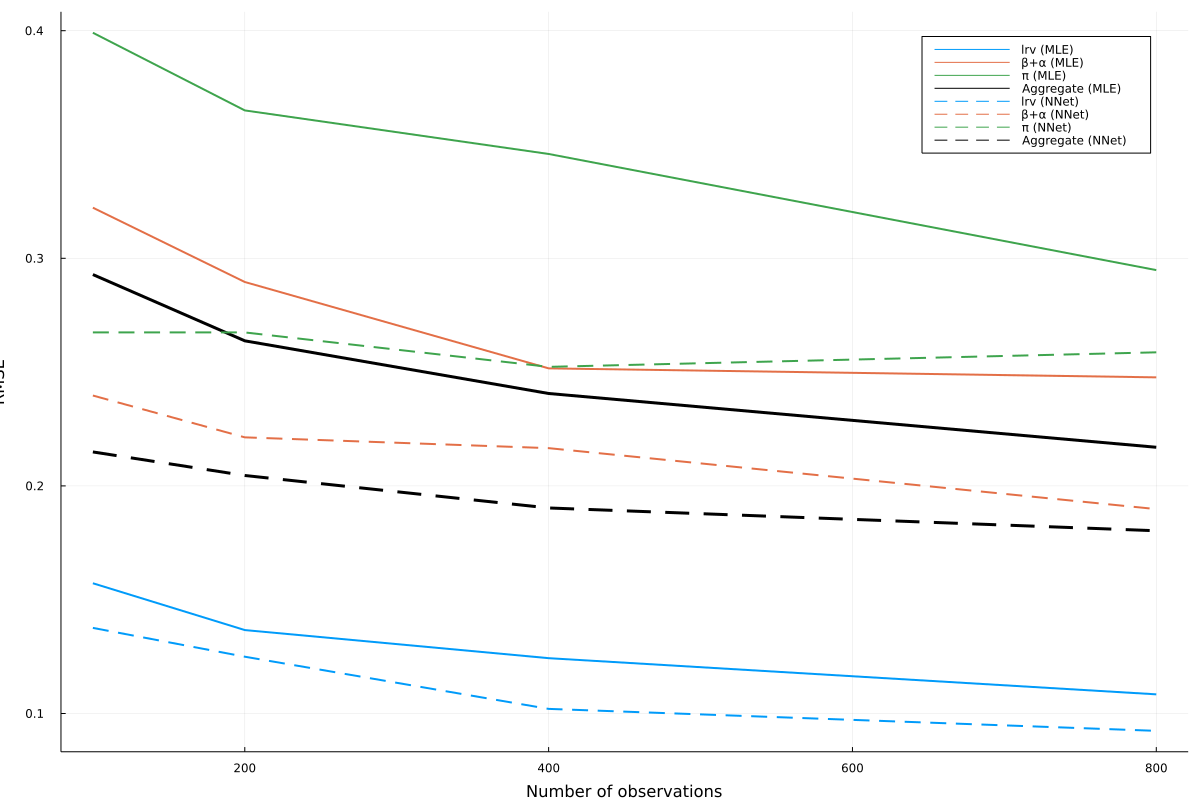 0.4
0.3
0.2
0.1
RMSE
200
400
600
800
Number of observations
lrv (MLE)
β+α (MLE)
π (MLE)
Aggregate (MLE)
lrv (NNet)
β+α (NNet)
π (NNet)
Aggregate (NNet)